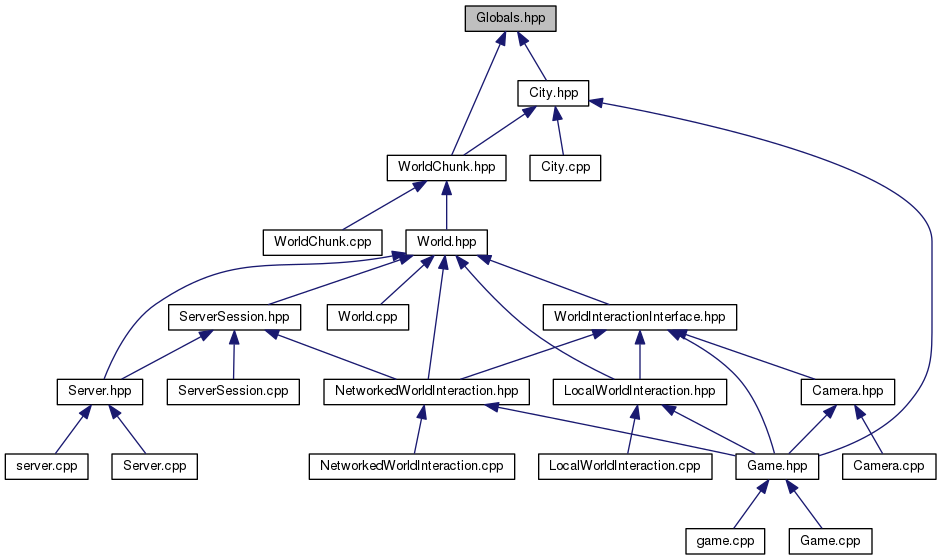 Globals.hpp
City.hpp
WorldChunk.hpp
City.cpp
WorldChunk.cpp
World.hpp
ServerSession.hpp
World.cpp
WorldInteractionInterface.hpp
Server.hpp
ServerSession.cpp
NetworkedWorldInteraction.hpp
LocalWorldInteraction.hpp
Camera.hpp
server.cpp
Server.cpp
NetworkedWorldInteraction.cpp
LocalWorldInteraction.cpp
Game.hpp
Camera.cpp
game.cpp
Game.cpp